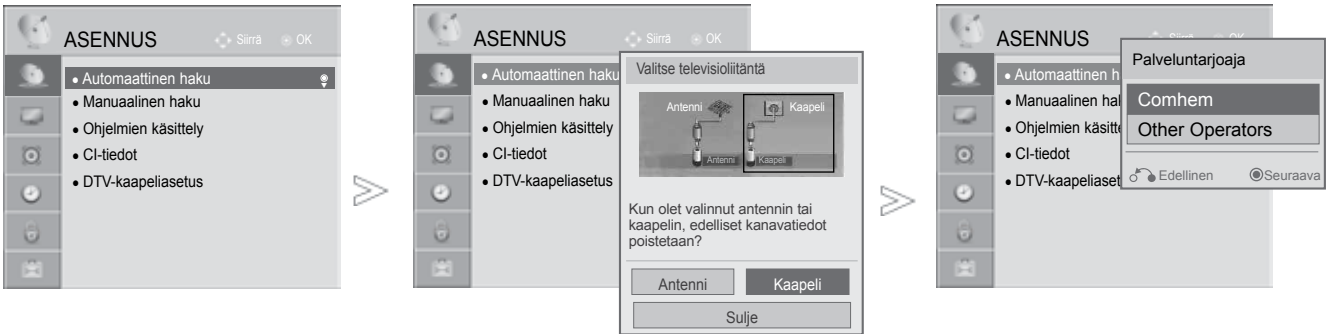 ASENNUS
Siirrä OK
• Automaattinen haku
• Manuaalinen haku
• Ohjelmien käsittely
• CI-tiedot
• DTV-kaapeliasetus
ASENNUS
Siirrä OK
• Automaattinen haku
• Manuaalinen haku
• Ohjelmien käsittely
• CI-tiedot
• DTV-kaapeliasetus
Valitse televisioliitäntä
Antenni Kaapeli
Antenni Kaapeli
Kun olet valinnut antennin tai
kaapelin, edelliset kanavatiedot
poistetaan?
Antenni Kaapeli
Sulje
ASENNUS
• Automaattinen h
• Manuaalinen ha
• Ohjelmien käsitte
• CI-tiedot
• DTV-kaapeliaset
Palveluntarjoaja
Comhem
Other Operators
Edellinen Seuraava